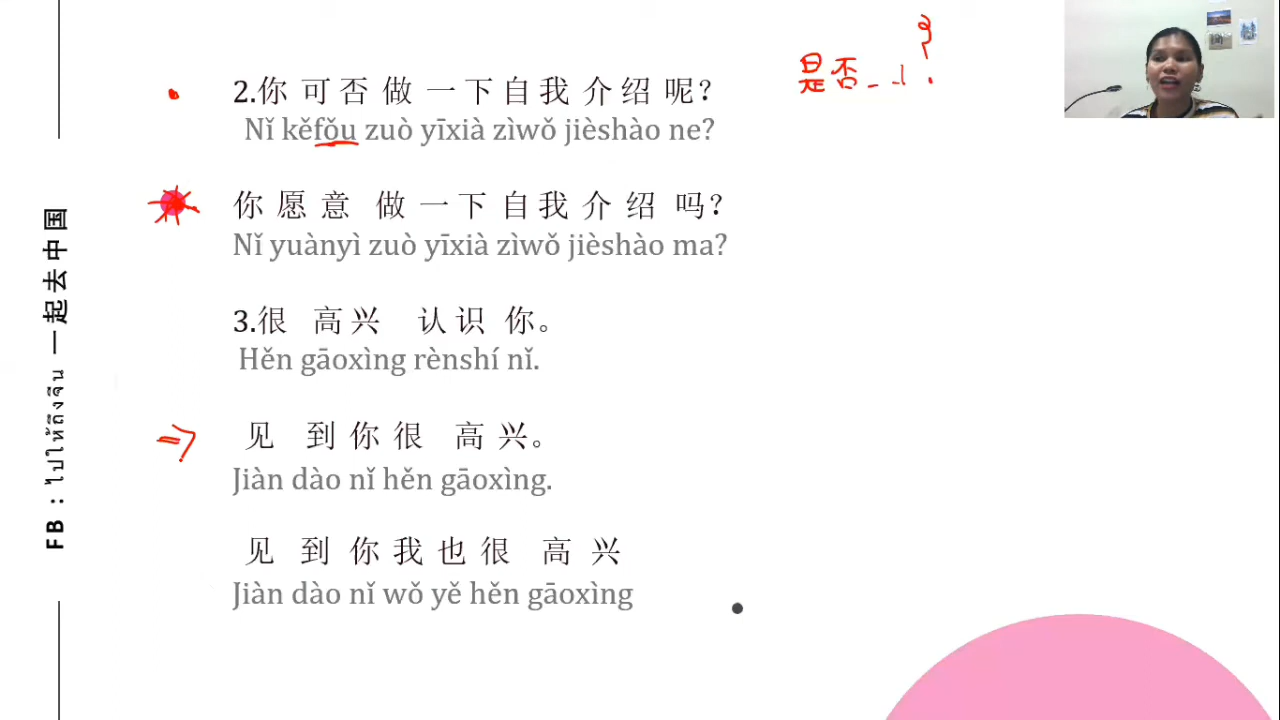 是否
2.你 可 否 做 一 下 自 我 介 绍 呢?
Nǐ kěfǒu zuò yīxià zìwǒ jièshào ne?
你 愿 意 做 一 下 自 我 介 绍 吗?
Nǐ yuànyì zuò yīxià zìwǒ jièshào ma?
3.很 高 兴 认 识 你。
Hěn gāoxìng rènshí nǐ.
见 到 你 很 高 兴。
Jiàn dào nǐ hěn gāoxìng.
见 到 你 我 也 很 高 兴
Jiàn dào nǐ wǒ yě hěn gāoxìng
FB : ไปให้ถึงจีน 一起去中国